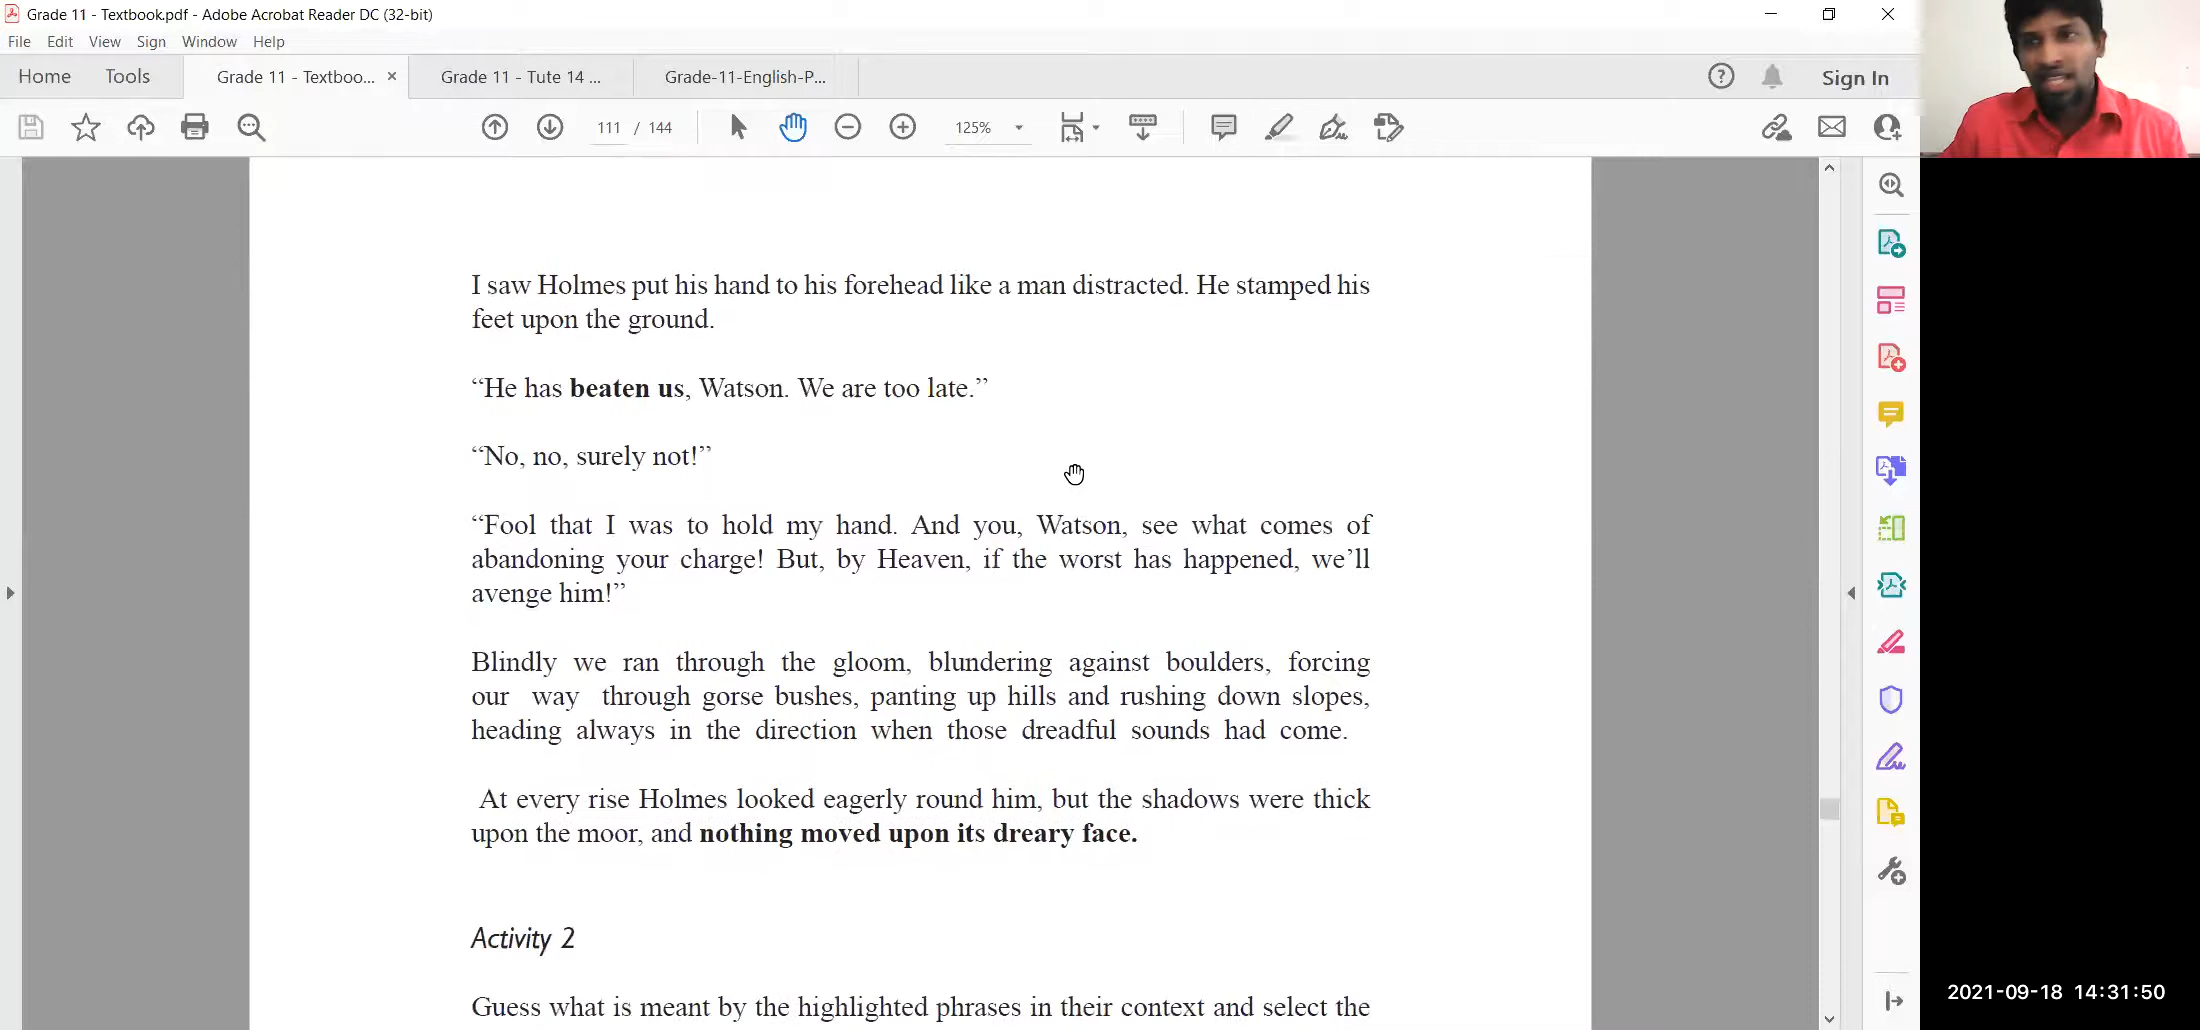 Grade 11 - Textbook.pdf - Adobe Acrobat Reader DC (32-bit)
File Edit View Sign Window Help
Home Tools Grade 11 - Textboo... × Grade 11 - Tute 14 ... Grade-11-English-P... Sign In
111 / 144 125%
I saw Holmes put his hand to his forehead like a man distracted. He stamped his
feet upon the ground.
“He has beaten us, Watson. We are too late.”
“No, no, surely not!”
“Fool that I was to hold my hand. And you, Watson, see what comes of
abandoning your charge! But, by Heaven, if the worst has happened, we’ll
avenge him!”
Blindly we ran through the gloom, blundering against boulders, forcing
our way through gorse bushes, panting up hills and rushing down slopes,
heading always in the direction when those dreadful sounds had come.
At every rise Holmes looked eagerly round him, but the shadows were thick
upon the moor, and nothing moved upon its dreary face.
Activity 2
Guess what is meant by the highlighted phrases in their context and select the
2021-09-18 14:31:50